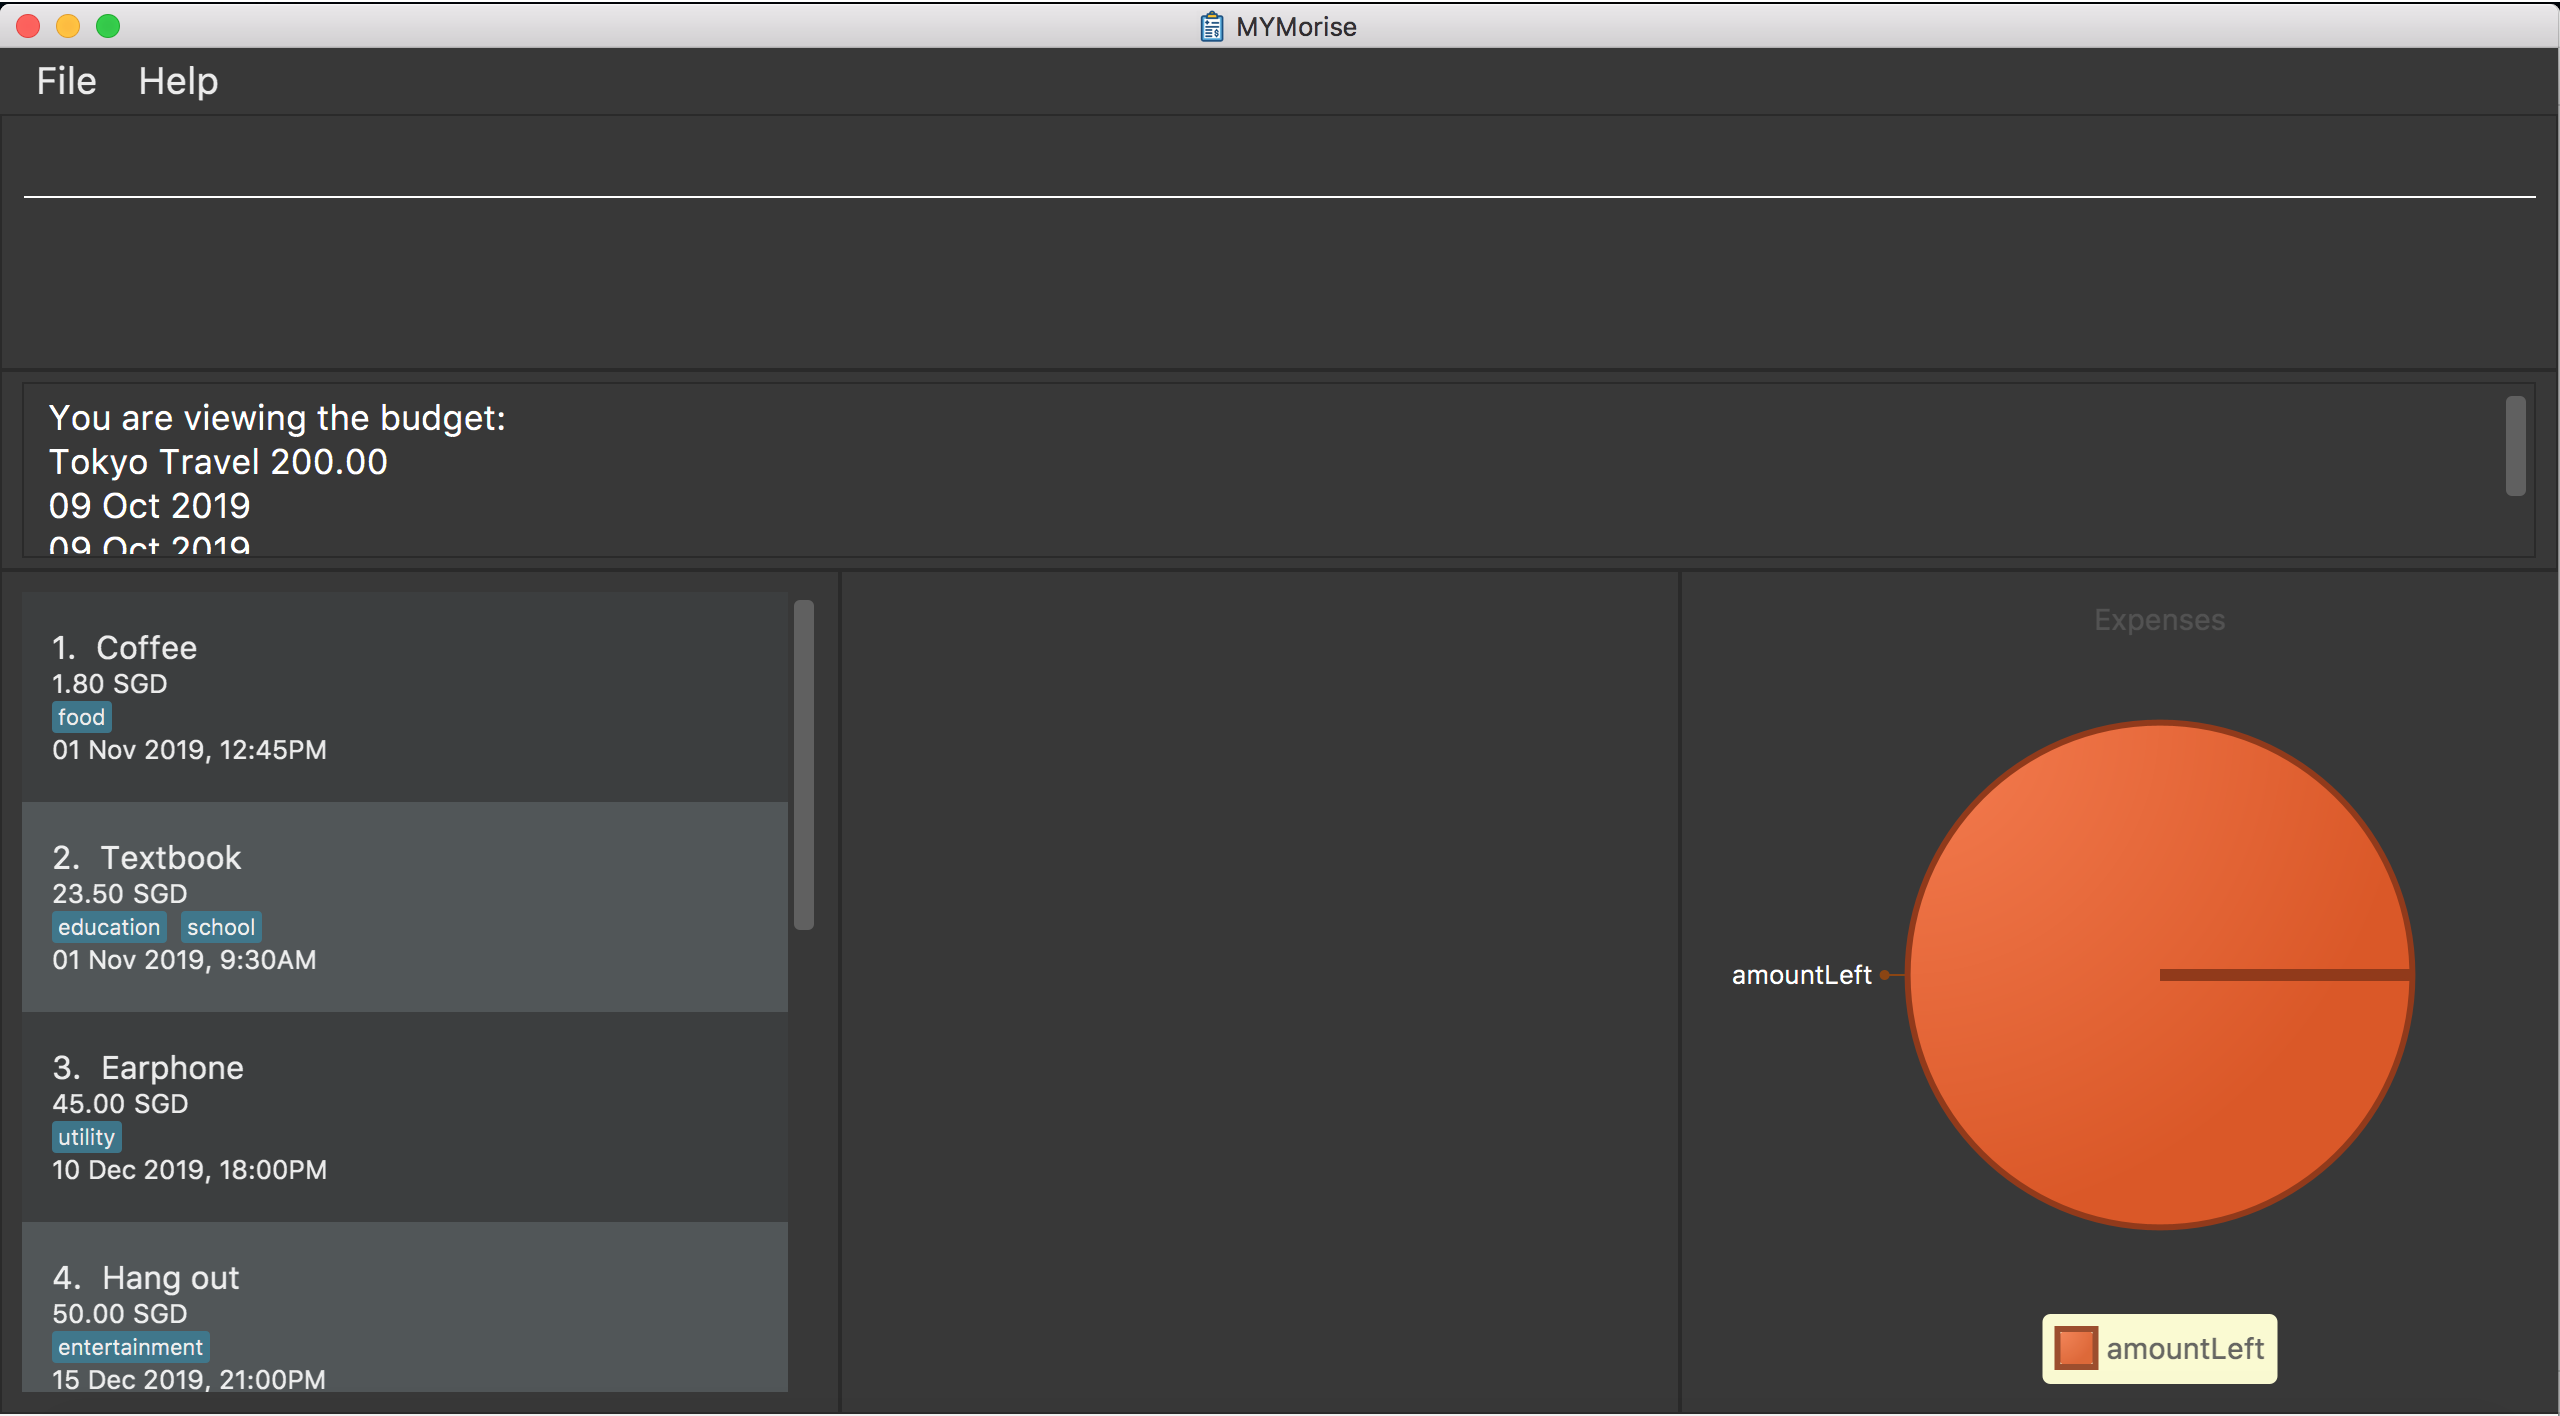 MYMorise
File Help
You are viewing the budget:
Tokyo Travel 200.00
09 Oct 2019
09 Oct 2019
1. Coffee
1.80 SGD
food
01 Nov 2019, 12:45PM
2. Textbook
23.50 SGD
education school
01 Nov 2019, 9:30AM
3. Earphone
45.00 SGD
utility
10 Dec 2019, 18:00PM
4. Hang out
50.00 SGD
entertainment
15 Dec 2019, 21:00PM
Expenses
amountLeft
amountLeft